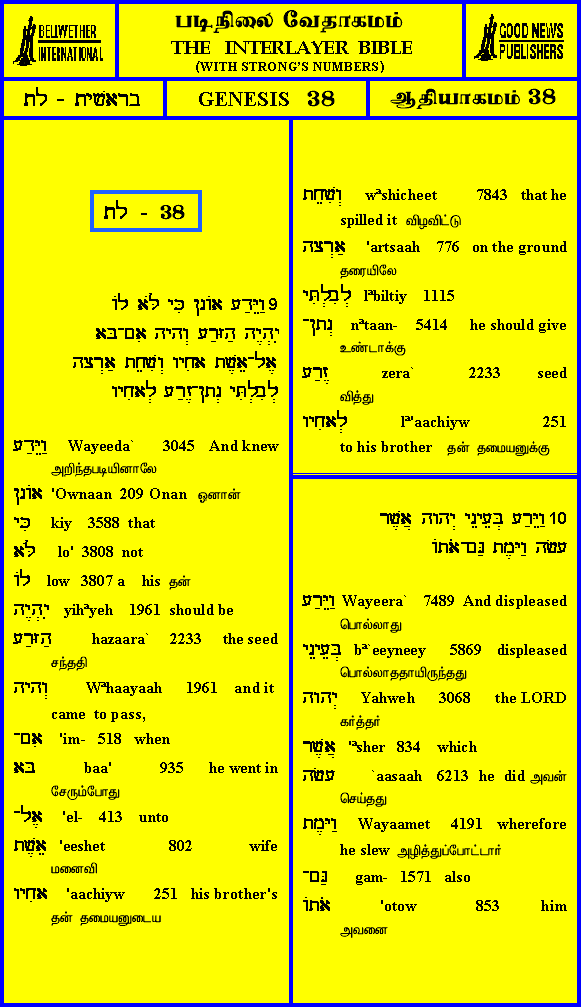 BELLWETHER
INTERNATIONAL
படிநிலை வேதாகமம்
THE INTERLAYER BIBLE
(WITH STRONG'S NUMBERS)
GOOD NEWS
PUBLISHERS
בראשית - לח
GENESIS 38
ஆதியாகமம் 38
לח - 38
9 וַיֵּדַע אוֹנָן כִּי לֹא לוֹ
יִהְיֶה הַזָּרַע וְהָיָה אִם־בָּא
אֶל־אֵשֶׁת אָחִיו וְשִׁחֵת אַרְצָה
לְבִלְתִּי נְתָן־זֶרַע לְאָחִיו
וַיֵּדַע Wayeeda` 3045 And knew
அறிந்தபடியினாலே
אוֹנָן 'Ownaan 209 Onan ஓனான்
כִּי kiy 3588 that
לֹא lo' 3808 not
לוֹ low 3807 a his தன்
יִהְיֶה yihªyeh 1961 should be
הַזָּרַע hazaara` 2233 the seed
சந்ததி
וְהָיָה Wªhaayaah 1961 and it
came to pass,
אִם־ 'im- 518 when
בָּא baa' 935 he went in
சேரும்போது
אֶל־ 'el- 413 unto
אֵשֶׁת 'eeshet 802 wife
மனைவி
אָחִיו 'aachiyw 251 his brother's
தன் தமையனுடைய
וְשִׁחֵת wªshicheet 7843 that he
spilled it விழவிட்டு
אַרְצָה 'artsaah 776 on the ground
தரையிலே
לְבִלְתִּי lªbiltiy 1115
נְתָן־ nªtaan- 5414 he should give
உண்டாக்கு
זֶרַע zera` 2233 seed
வித்து
לְאָחִיו lª'aachiyw 251
to his brother தன் தமையனுக்கு
10 וַיֵּרַע בְּעֵינֵי יְהוָה אֲשֶׁר
עָשָׂה וַיָּמֶת גַּם־אֹתוֹ
וַיֵּרַע Wayeera` 7489 And displeased
பொல்லாது
בְּעֵינֵי bª`eeyneey 5869 displeased
பொல்லாததாயிருந்தது
יְהוָה Yahweh 3068 the LORD
கர்த்தர்
אֲשֶׁר 'ªsher 834 which
עָשָׂה `aasaah 6213 he did அவன்
செய்தது
וַיָּמֶת Wayaamet 4191 wherefore
he slew அழித்துப்போட்டார்
גַּם־ gam- 1571 also
אֹתוֹ 'otow 853 him
அவனை